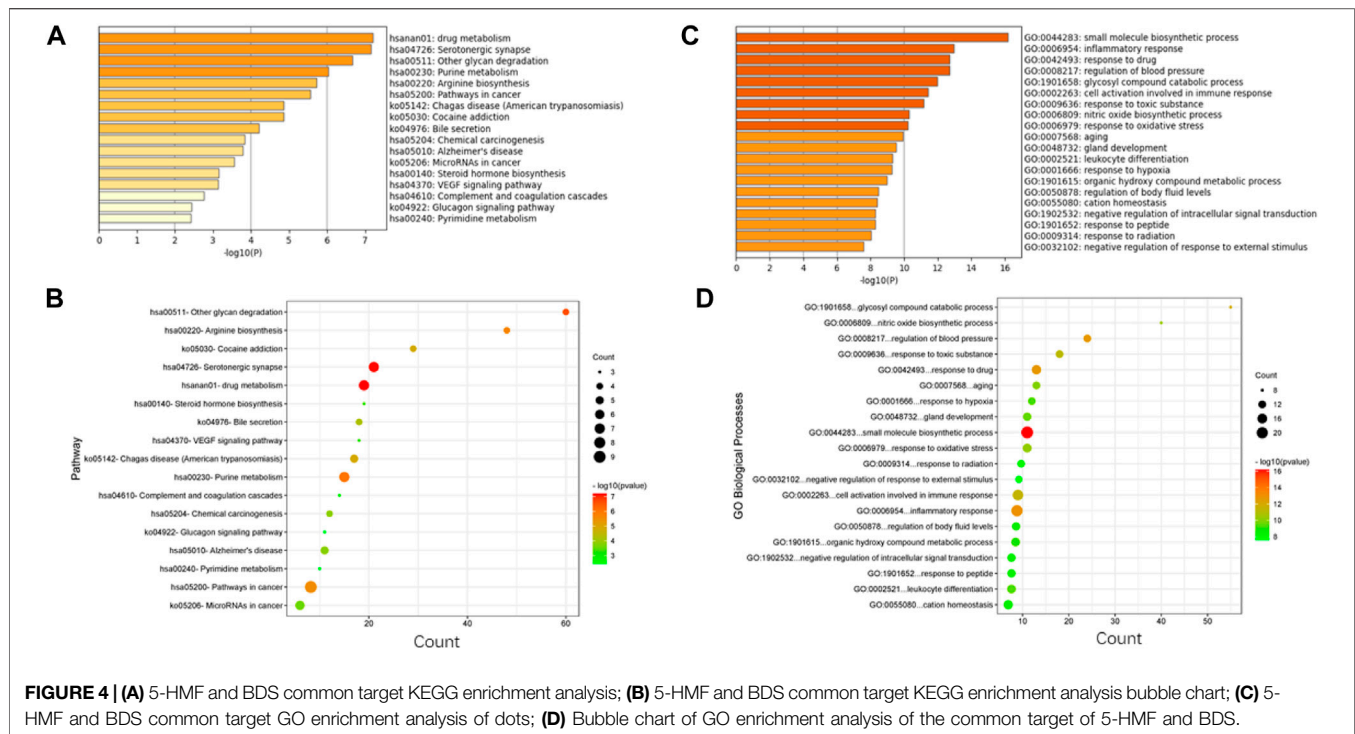 A
hsanan01: drug metabolism
hsa04726: Serotonergic synapse
hsa00511: Other glycan degradation
hsa00230: Purine metabolism
hsa00220: Arginine biosynthesis
hsa05200: Pathways in cancer
ko05142: Chagas disease (American trypanosomiasis)
ko05030: Cocaine addiction
ko04976: Bile secretion
hsa05204: Chemical carcinogenesis
hsa05010: Alzheimer's disease
ko05206: MicroRNAs in cancer
hsa00140: Steroid hormone biosynthesis
hsa04370: VEGF signaling pathway
hsa04610: Complement and coagulation cascades
ko04922: Glucagon signaling pathway
hsa00240: Pyrimidine metabolism
0 1 2 3 4 5 6 7
-log10(P)
C
GO:0044283: small molecule biosynthetic process
GO:0006954: inflammatory response
GO:0042493: response to drug
GO:0008217: regulation of blood pressure
GO:1901658: glycosyl compound catabolic process
GO:0002263: cell activation involved in immune response
GO:0009636: response to toxic substance
GO:0006809: nitric oxide biosynthetic process
GO:0006979: response to oxidative stress
GO:0007568: aging
GO:0048732: gland development
GO:0002521: leukocyte differentiation
GO:0001666: response to hypoxia
GO:1901615: organic hydroxy compound metabolic process
GO:0050878: regulation of body fluid levels
GO:0055080: cation homeostasis
GO:1902532: negative regulation of intracellular signal transduction
GO:1901652: response to peptide
GO:0009314: response to radiation
GO:0032102: negative regulation of response to external stimulus
0 2 4 6 8 10 12 14 16
-log10(P)
B
Pathway
hsa00511- Other glycan degradation
hsa00220- Arginine biosynthesis
ko05030- Cocaine addiction
hsa04726- Serotonergic synapse
hsanan01- drug metabolism
hsa00140- Steroid hormone biosynthesis
ko04976- Bile secretion
hsa04370- VEGF signaling pathway
ko05142- Chagas disease (American trypanosomiasis)
hsa00230- Purine metabolism
hsa04610- Complement and coagulation cascades
hsa05204- Chemical carcinogenesis
ko04922- Glucagon signaling pathway
hsa05010- Alzheimer's disease
hsa00240- Pyrimidine metabolism
hsa05200- Pathways in cancer
ko05206- MicroRNAs in cancer
20 40 60
Count
Count
3
4
5
6
7
8
9
- log10(pvalue)
7
6
5
4
3
D
GO Biological Processes
GO:1901658...glycosyl compound catabolic process
GO:0006809...nitric oxide biosynthetic process
GO:0008217...regulation of blood pressure
GO:0009636...response to toxic substance
GO:0042493...response to drug
GO:0007568...aging
GO:0001666...response to hypoxia
GO:0048732...gland development
GO:0044283...small molecule biosynthetic process
GO:0006979...response to oxidative stress
GO:0009314...response to radiation
GO:0032102...negative regulation of response to external stimulus
GO:0002263...cell activation involved in immune response
GO:0006954...inflammatory response
GO:0050878...regulation of body fluid levels
GO:1901615...organic hydroxy compound metabolic process
GO:1902532...negative regulation of intracellular signal transduction
GO:1901652...response to peptide
GO:0002521...leukocyte differentiation
GO:0055080...cation homeostasis
10 20 30 40 50
Count
Count
8
12
16
20
- log10(pvalue)
16
14
12
10
8
FIGURE 4 | (A) 5-HMF and BDS common target KEGG enrichment analysis; (B) 5-HMF and BDS common target KEGG enrichment analysis bubble chart; (C) 5-
HMF and BDS common target GO enrichment analysis of dots; (D) Bubble chart of GO enrichment analysis of the common target of 5-HMF and BDS.